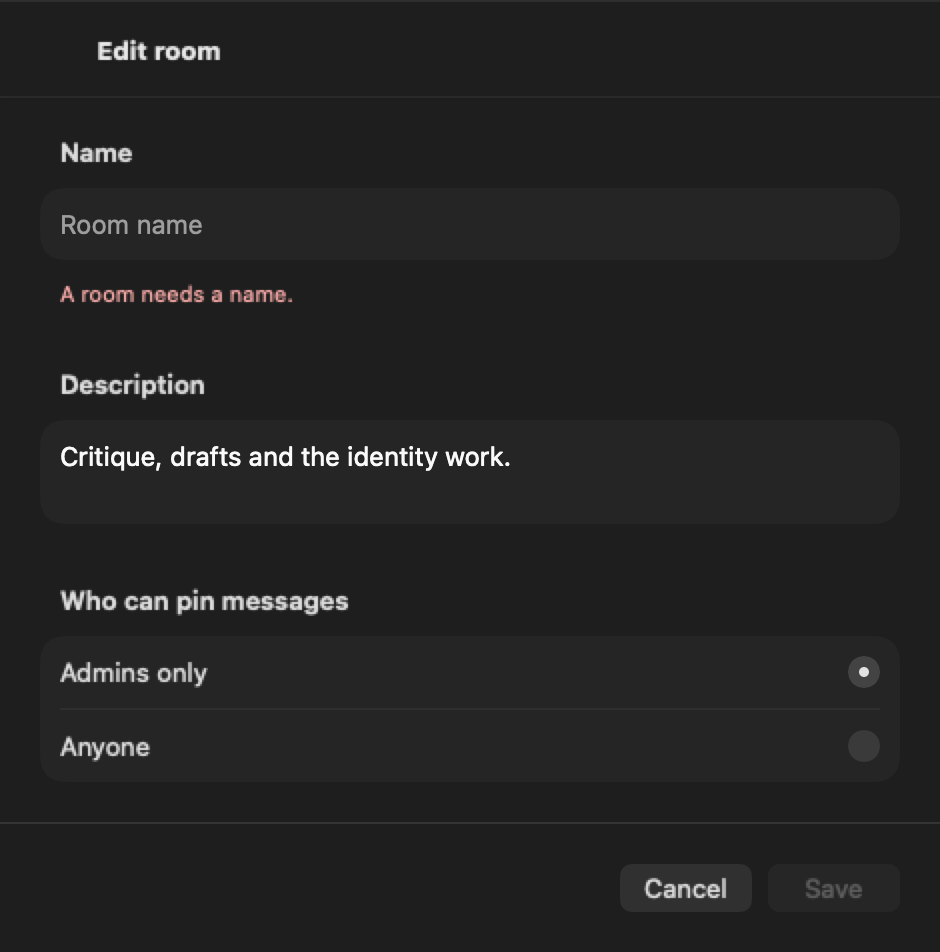 Edit room
Name
Room name
A room needs a name.
Description
Critique, drafts and the identity work.
Who can pin messages
Admins only
Anyone
Cancel
Save